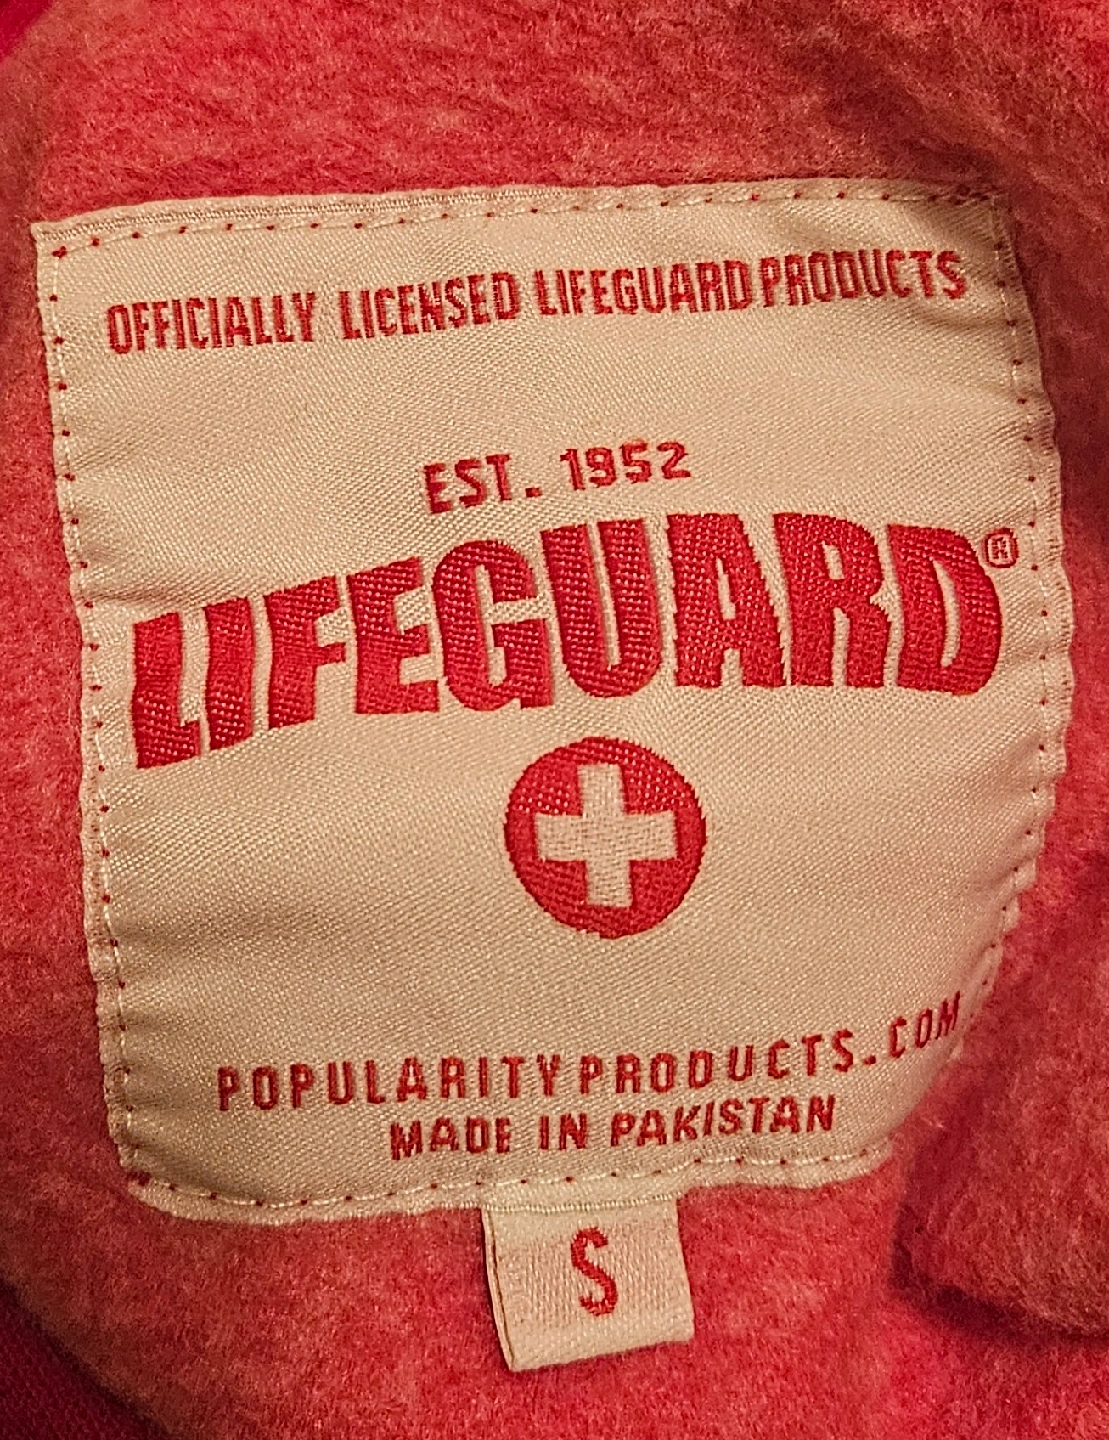 OFFICIALLY LICENSED LIFEGUARD PRODUCTS
EST. 1952
LIFEGUARD®
POPULARITYPRODUCTS.COM
MADE IN PAKISTAN
S